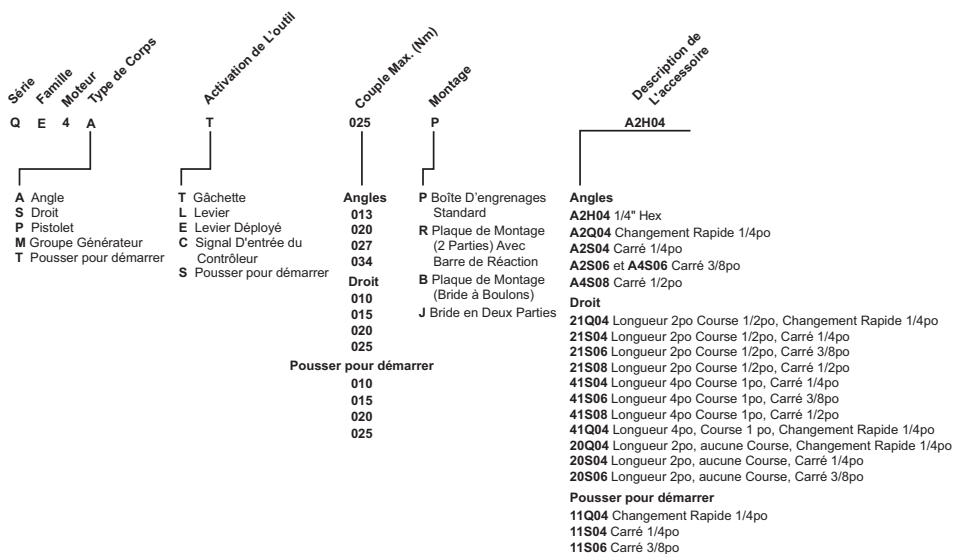 Série
Famille
Moteur
Type de Corps
Activation de L'outil
Couple Max. (Nm)
Montage
Description de
L'accessoire
Q E 4 A T 025 P A2H04
A Angle
S Droit
P Pistolet
M Groupe Générateur
T Pousser pour démarrer
T Gâchette
L Levier
E Levier Déployé
C Signal D'entrée du
Contrôleur
S Pousser pour démarrer
Angles
013
020
027
034
Droit
010
015
020
025
Pousser pour démarrer
010
015
020
025
P Boîte D'engrenages
Standard
R Plaque de Montage
(2 Parties) Avec
Barre de Réaction
B Plaque de Montage
(Bride à Boulons)
J Bride en Deux Parties
Angles
A2H04 1/4" Hex
A2Q04 Changement Rapide 1/4po
A2S04 Carré 1/4po
A2S06 et A4S06 Carré 3/8po
A4S08 Carré 1/2po
Droit
21Q04 Longueur 2po Course 1/2po, Changement Rapide 1/4po
21S04 Longueur 2po Course 1/2po, Carré 1/4po
21S06 Longueur 2po Course 1/2po, Carré 3/8po
21S08 Longueur 2po Course 1/2po, Carré 1/2po
41S04 Longueur 4po Course 1po, Carré 1/4po
41S06 Longueur 4po Course 1po, Carré 3/8po
41S08 Longueur 4po Course 1po, Carré 1/2po
41Q04 Longueur 4po, Course 1 po, Changement Rapide 1/4po
20Q04 Longueur 2po, aucune Course, Changement Rapide 1/4po
20S04 Longueur 2po, aucune Course, Carré 1/4po
20S06 Longueur 2po, aucune Course, Carré 3/8po
Pousser pour démarrer
11Q04 Changement Rapide 1/4po
11S04 Carré 1/4po
11S06 Carré 3/8po